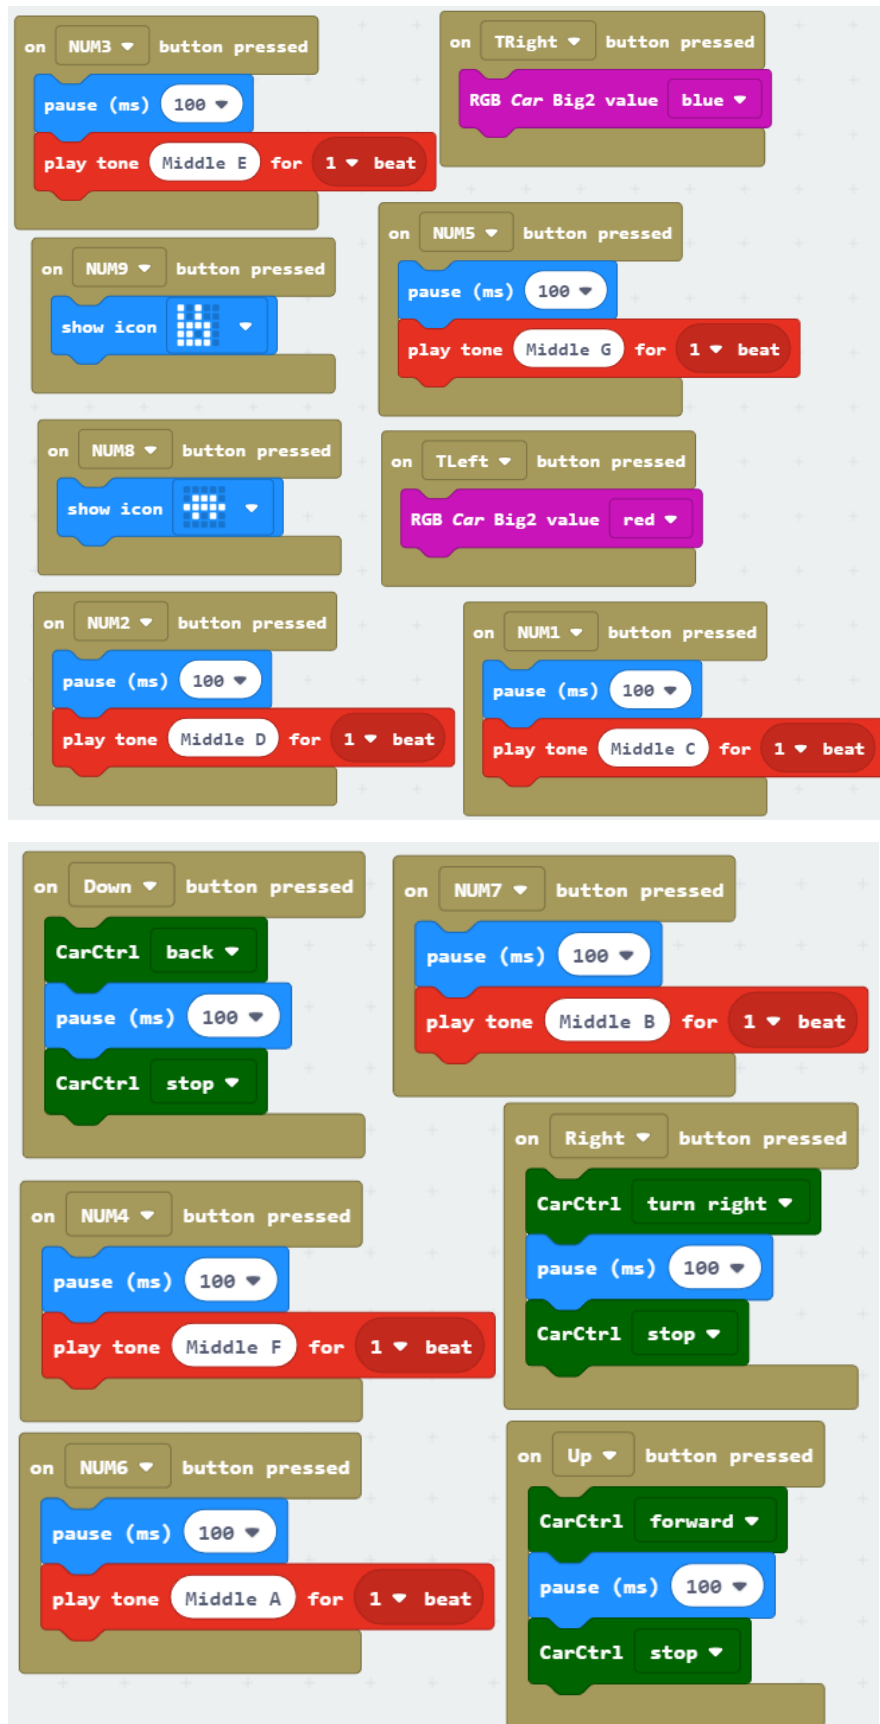 on NUM3 button pressed
pause (ms) 100
play tone Middle E for 1 beat
on TRight button pressed
RGB Car Big2 value blue
on NUM9 button pressed
show icon
on NUM5 button pressed
pause (ms) 100
play tone Middle G for 1 beat
on NUM8 button pressed
show icon
on TLeft button pressed
RGB Car Big2 value red
on NUM2 button pressed
pause (ms) 100
play tone Middle D for 1 beat
on NUM1 button pressed
pause (ms) 100
play tone Middle C for 1 beat
on Down button pressed
CarCtrl back
pause (ms) 100
CarCtrl stop
on NUM7 button pressed
pause (ms) 100
play tone Middle B for 1 beat
on Right button pressed
CarCtrl turn right
pause (ms) 100
CarCtrl stop
on NUM4 button pressed
pause (ms) 100
play tone Middle F for 1 beat
on NUM6 button pressed
pause (ms) 100
play tone Middle A for 1 beat
on Up button pressed
CarCtrl forward
pause (ms) 100
CarCtrl stop